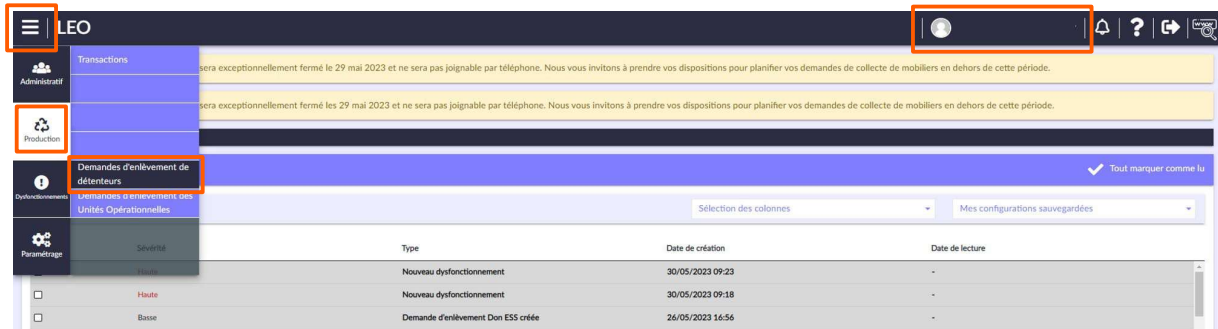 LEO
?
www
Administratif
Transactions
sera exceptionnellement fermé le 29 mai 2023 et ne sera pas joignable par téléphone. Nous vous invitons à prendre vos dispositions pour planifier vos demandes de collecte de mobiliers en dehors de cette période.
sera exceptionnellement fermé les 29 mai 2023 et ne sera pas joignable par téléphone. Nous vous invitons à prendre vos dispositions pour planifier vos demandes de collecte de mobiliers en dehors de cette période.
Production
Demandes d'enlèvement de
détenteurs
Tout marquer comme lu
Dysfonctionnements
Demandes d'enlèvement des
Unités Opérationnelles
Sélection des colonnes
Mes configurations sauvegardées
Paramétrage
Sévérité Type Date de création Date de lecture
Haute Nouveau dysfonctionnement 30/05/2023 09:23 -
Haute Nouveau dysfonctionnement 30/05/2023 09:18 -
Basse Demande d'enlèvement Don ESS créée 26/05/2023 16:56 -